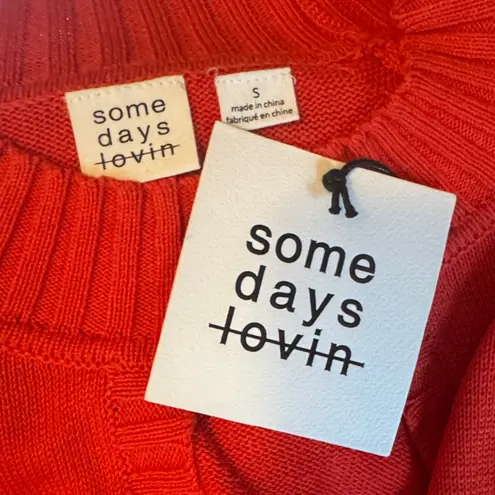 some
days
lovin
S
made in china
fabriqué en chine
some
days
lovin